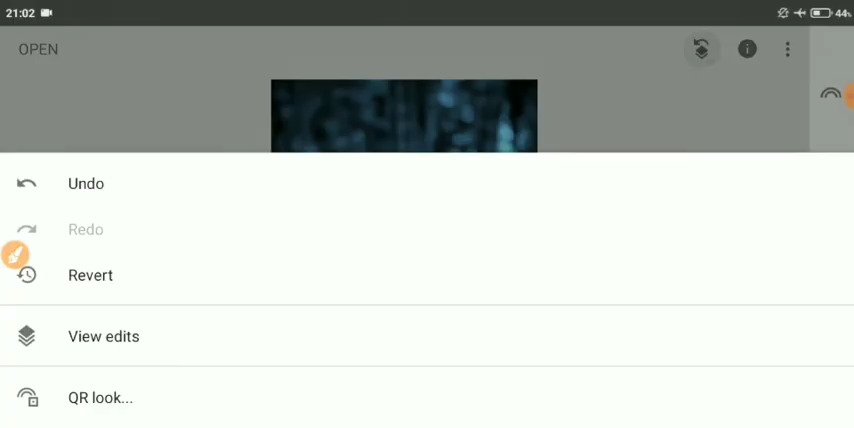 21:02
44%
OPEN
Undo
Redo
Revert
View edits
QR look...